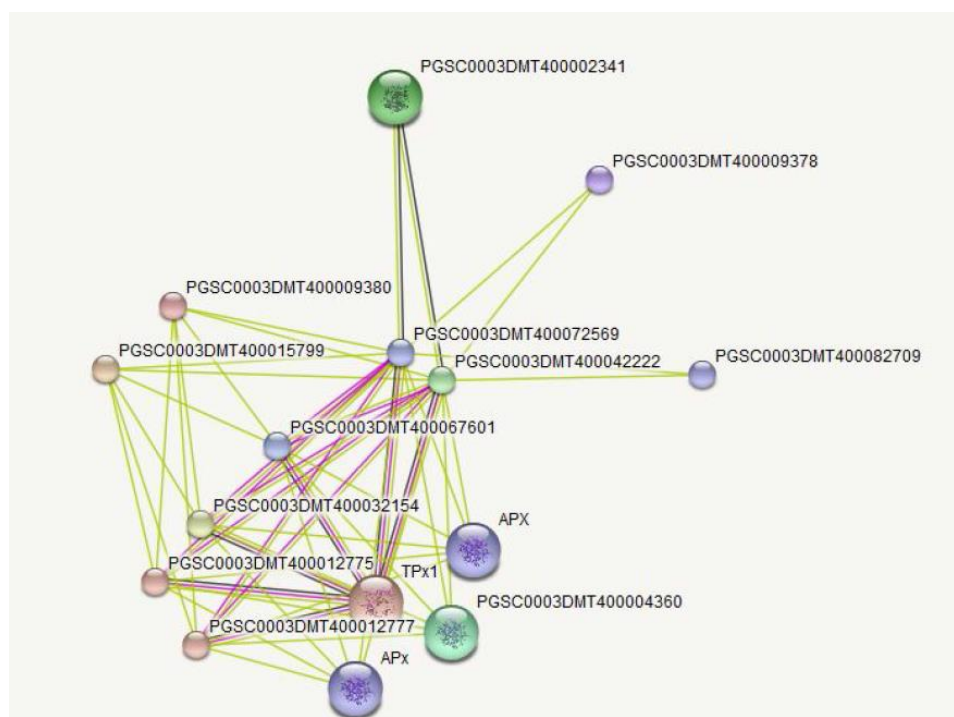 PGSC0003DMT400002341
PGSC0003DMT400009378
PGSC0003DMT400009380
PGSC0003DMT400072569
PGSC0003DMT400015799
PGSC0003DMT400042222
PGSC0003DMT400082709
PGSC0003DMT400067601
PGSC0003DMT400032154
APX
PGSC0003DMT400012775
TPx1
PGSC0003DMT400004360
PGSC0003DMT400012777
APx